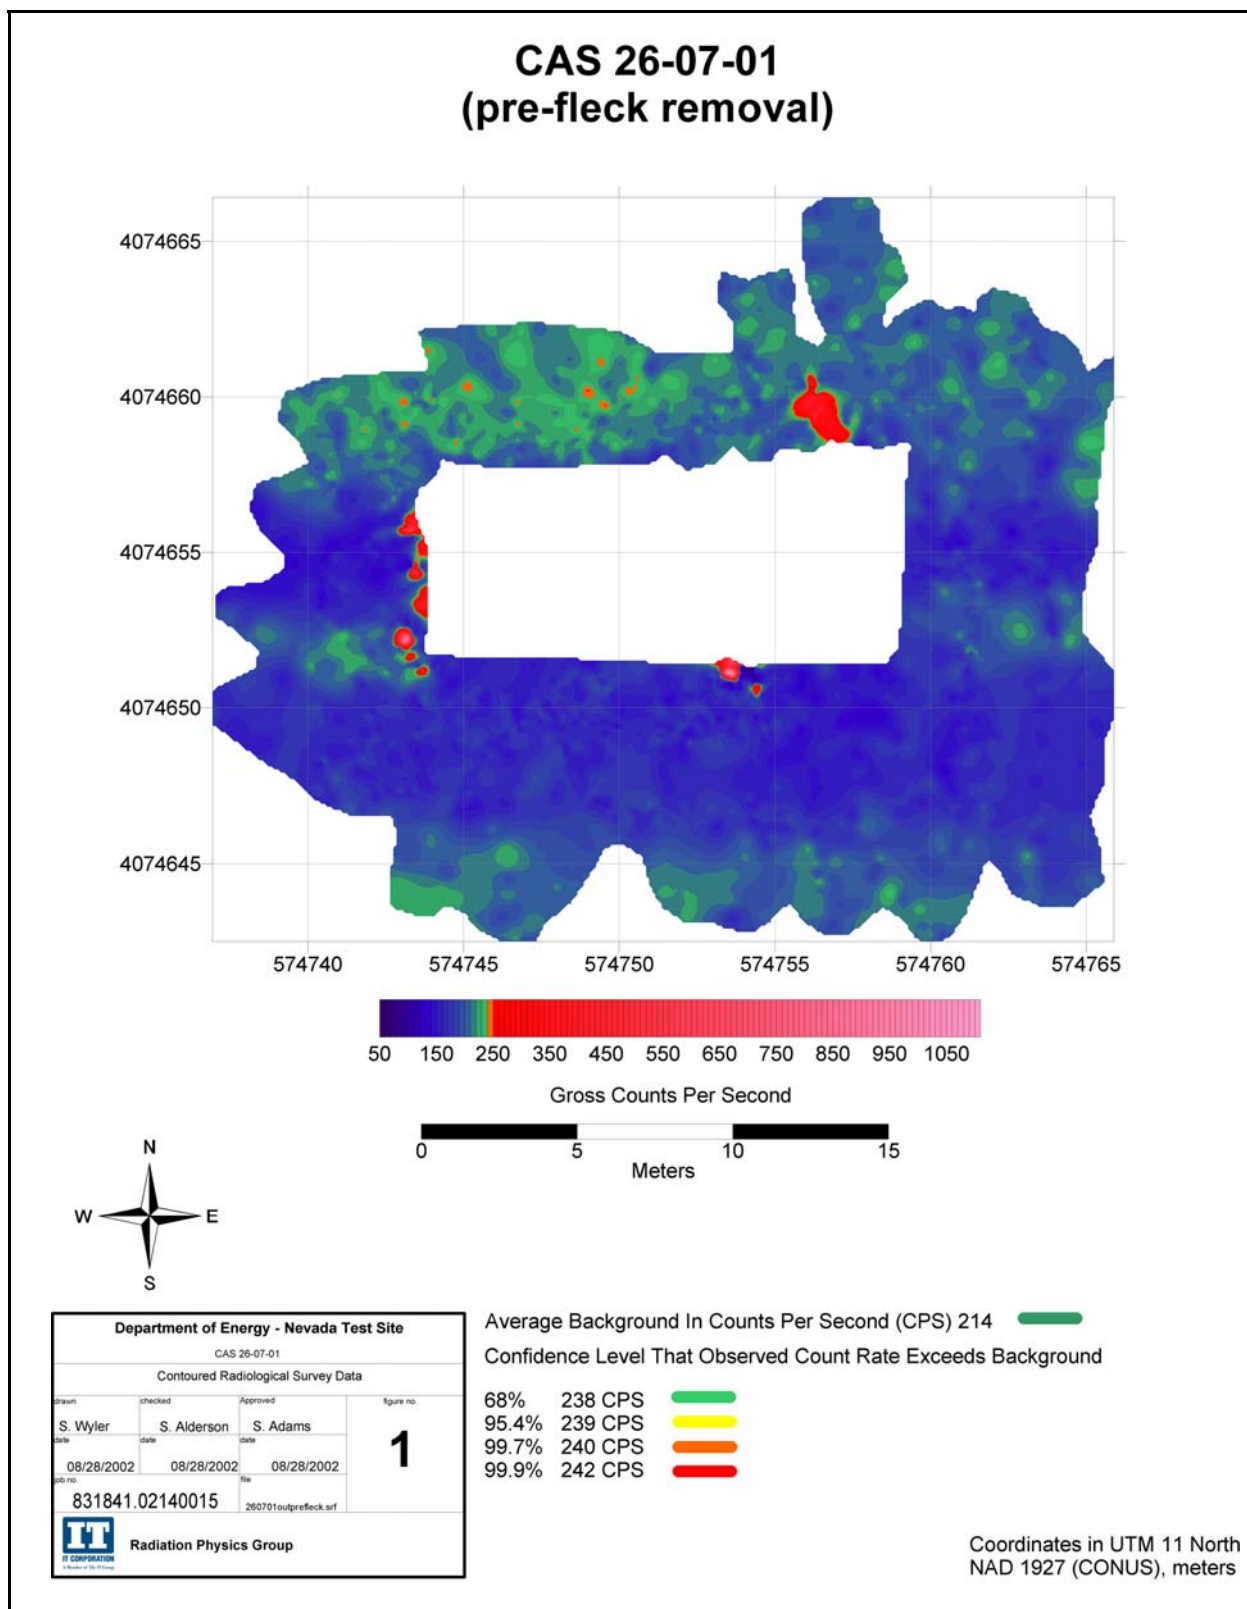 CAS 26-07-01
(pre-fleck removal)
4074665
4074660
4074655
4074650
4074645
574740 574745 574750 574755 574760 574765
50 150 250 350 450 550 650 750 850 950 1050
Gross Counts Per Second
0 5 10 15
Meters
N
W E
S
Average Background In Counts Per Second (CPS) 214
Confidence Level That Observed Count Rate Exceeds Background
68% 238 CPS
95.4% 239 CPS
99.7% 240 CPS
99.9% 242 CPS
Department of Energy - Nevada Test Site
CAS 26-07-01
Contoured Radiological Survey Data
drawn checked Approved figure no.
S. Wyler S. Alderson S. Adams
1
date date date
08/28/2002 08/28/2002 08/28/2002
job no. file
831841.02140015 260701outprefleck.srf
IT
IT CORPORATION
A Member of The IT Group
Radiation Physics Group
Coordinates in UTM 11 North
NAD 1927 (CONUS), meters